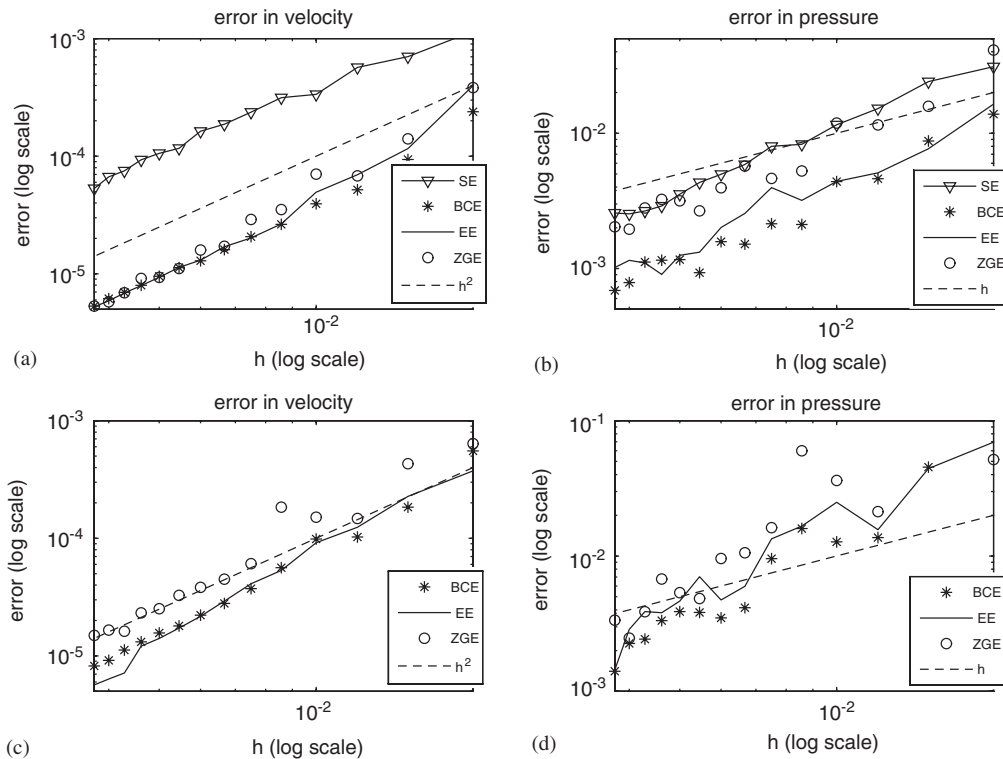 error in velocity
10^-3
10^-4
10^-5
error (log scale)
SE
BCE
EE
ZGE
h^2
10^-2
(a)
h (log scale)
error in pressure
10^-2
10^-3
error (log scale)
SE
BCE
EE
ZGE
h
10^-2
(b)
h (log scale)
error in velocity
10^-3
10^-4
10^-5
error (log scale)
BCE
EE
ZGE
h^2
10^-2
(c)
h (log scale)
error in pressure
10^-1
10^-2
10^-3
error (log scale)
BCE
EE
ZGE
h
10^-2
(d)
h (log scale)